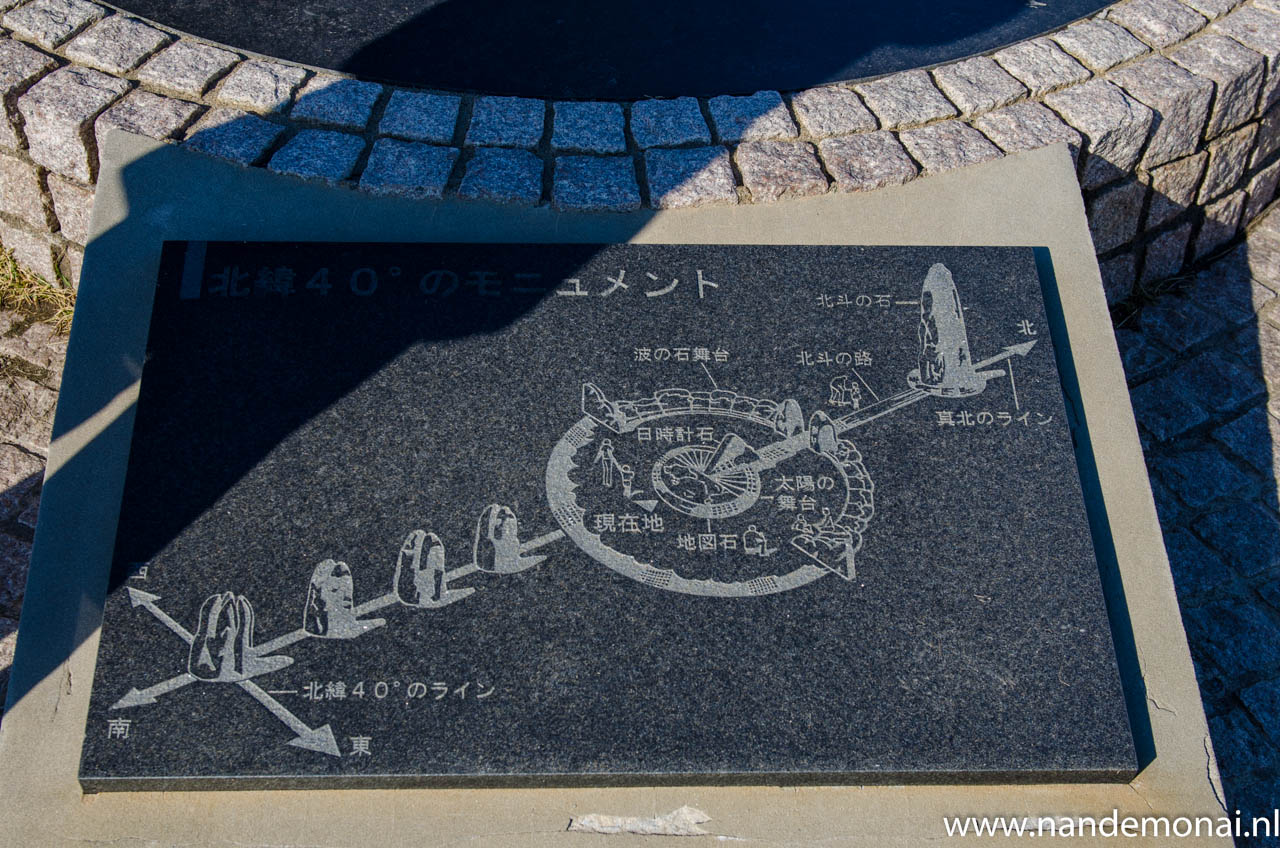 北緯４０°のモニュメント
北斗の石
北
波の石舞台
北斗の路
真北のライン
日時計石
太陽の
舞台
現在地
地図石
西
北緯４０°のライン
南
東
www.nandemonai.nl